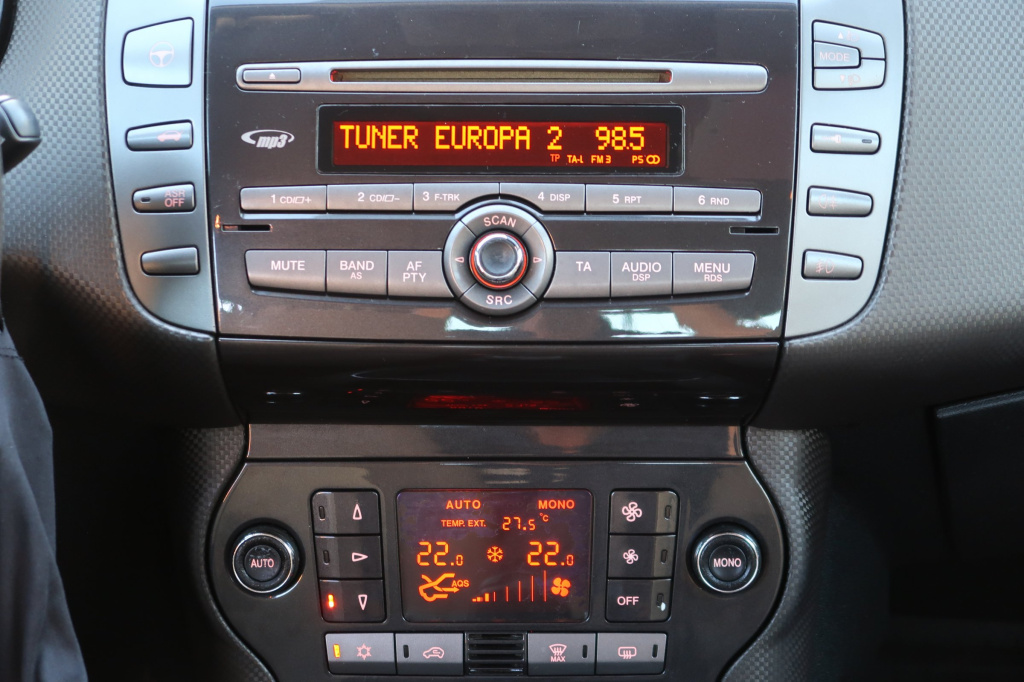 MODE
mp3
TUNER EUROPA 2 98.5
TP TA-L FM3 PS
1 CD+ 2 CD- 3 F-TRK 4 DISP 5 RPT 6 RND
ASR
OFF
SCAN
MUTE BAND AS AF PTY TA AUDIO DSP MENU RDS
SRC
AUTO MONO
TEMP. EXT. 27.5 °C
22.0 22.0
AUTO MONO
AQS
OFF
MAX